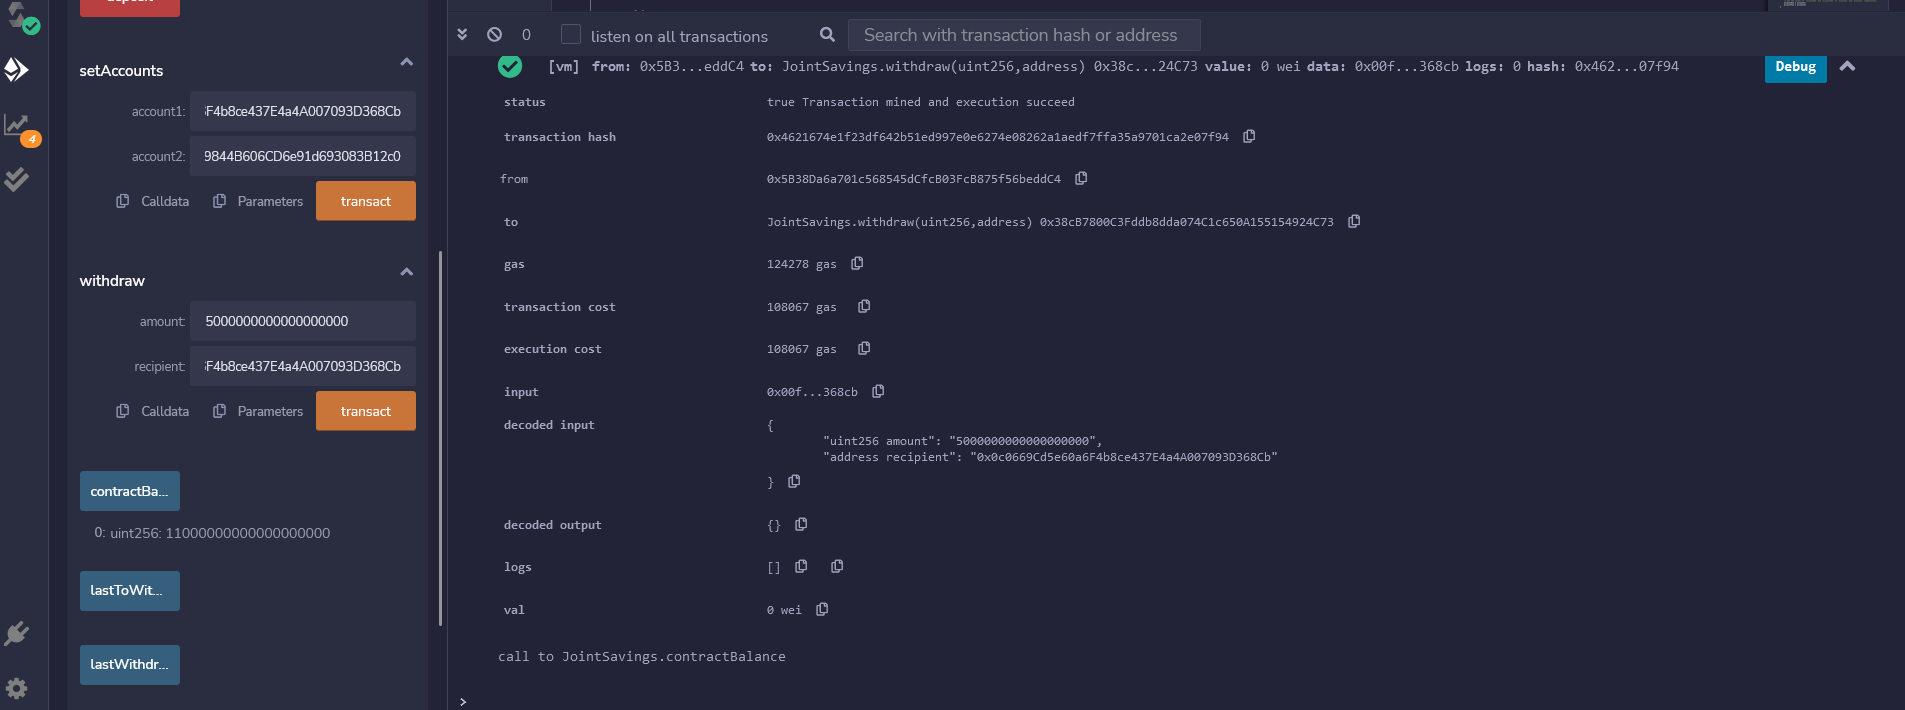 deposit
setAccounts
account1: F4b8ce437E4a4A007093D368Cb
account2: 9844B606CD6e91d693083B12c0
Calldata Parameters transact
withdraw
amount: 5000000000000000000
recipient: F4b8ce437E4a4A007093D368Cb
Calldata Parameters transact
contractBa...
0: uint256: 11000000000000000000
lastToWit...
lastWithdr...
4
0 listen on all transactions Search with transaction hash or address
[vm] from: 0x5B3...eddC4 to: JointSavings.withdraw(uint256,address) 0x38c...24C73 value: 0 wei data: 0x00f...368cb logs: 0 hash: 0x462...07f94 Debug
status true Transaction mined and execution succeed
transaction hash 0x4621674e1f23df642b51ed997e0e6274e08262a1aedf7ffa35a9701ca2e07f94
from 0x5B38Da6a701c568545dCfcB03FcB875f56beddC4
to JointSavings.withdraw(uint256,address) 0x38cB7800C3Fddb8dda074C1c650A155154924C73
gas 124278 gas
transaction cost 108067 gas
execution cost 108067 gas
input 0x00f...368cb
decoded input {
"uint256 amount": "5000000000000000000",
"address recipient": "0x0c0669Cd5e60a6F4b8ce437E4a4A007093D368Cb"
}
decoded output {}
logs []
val 0 wei
call to JointSavings.contractBalance
>